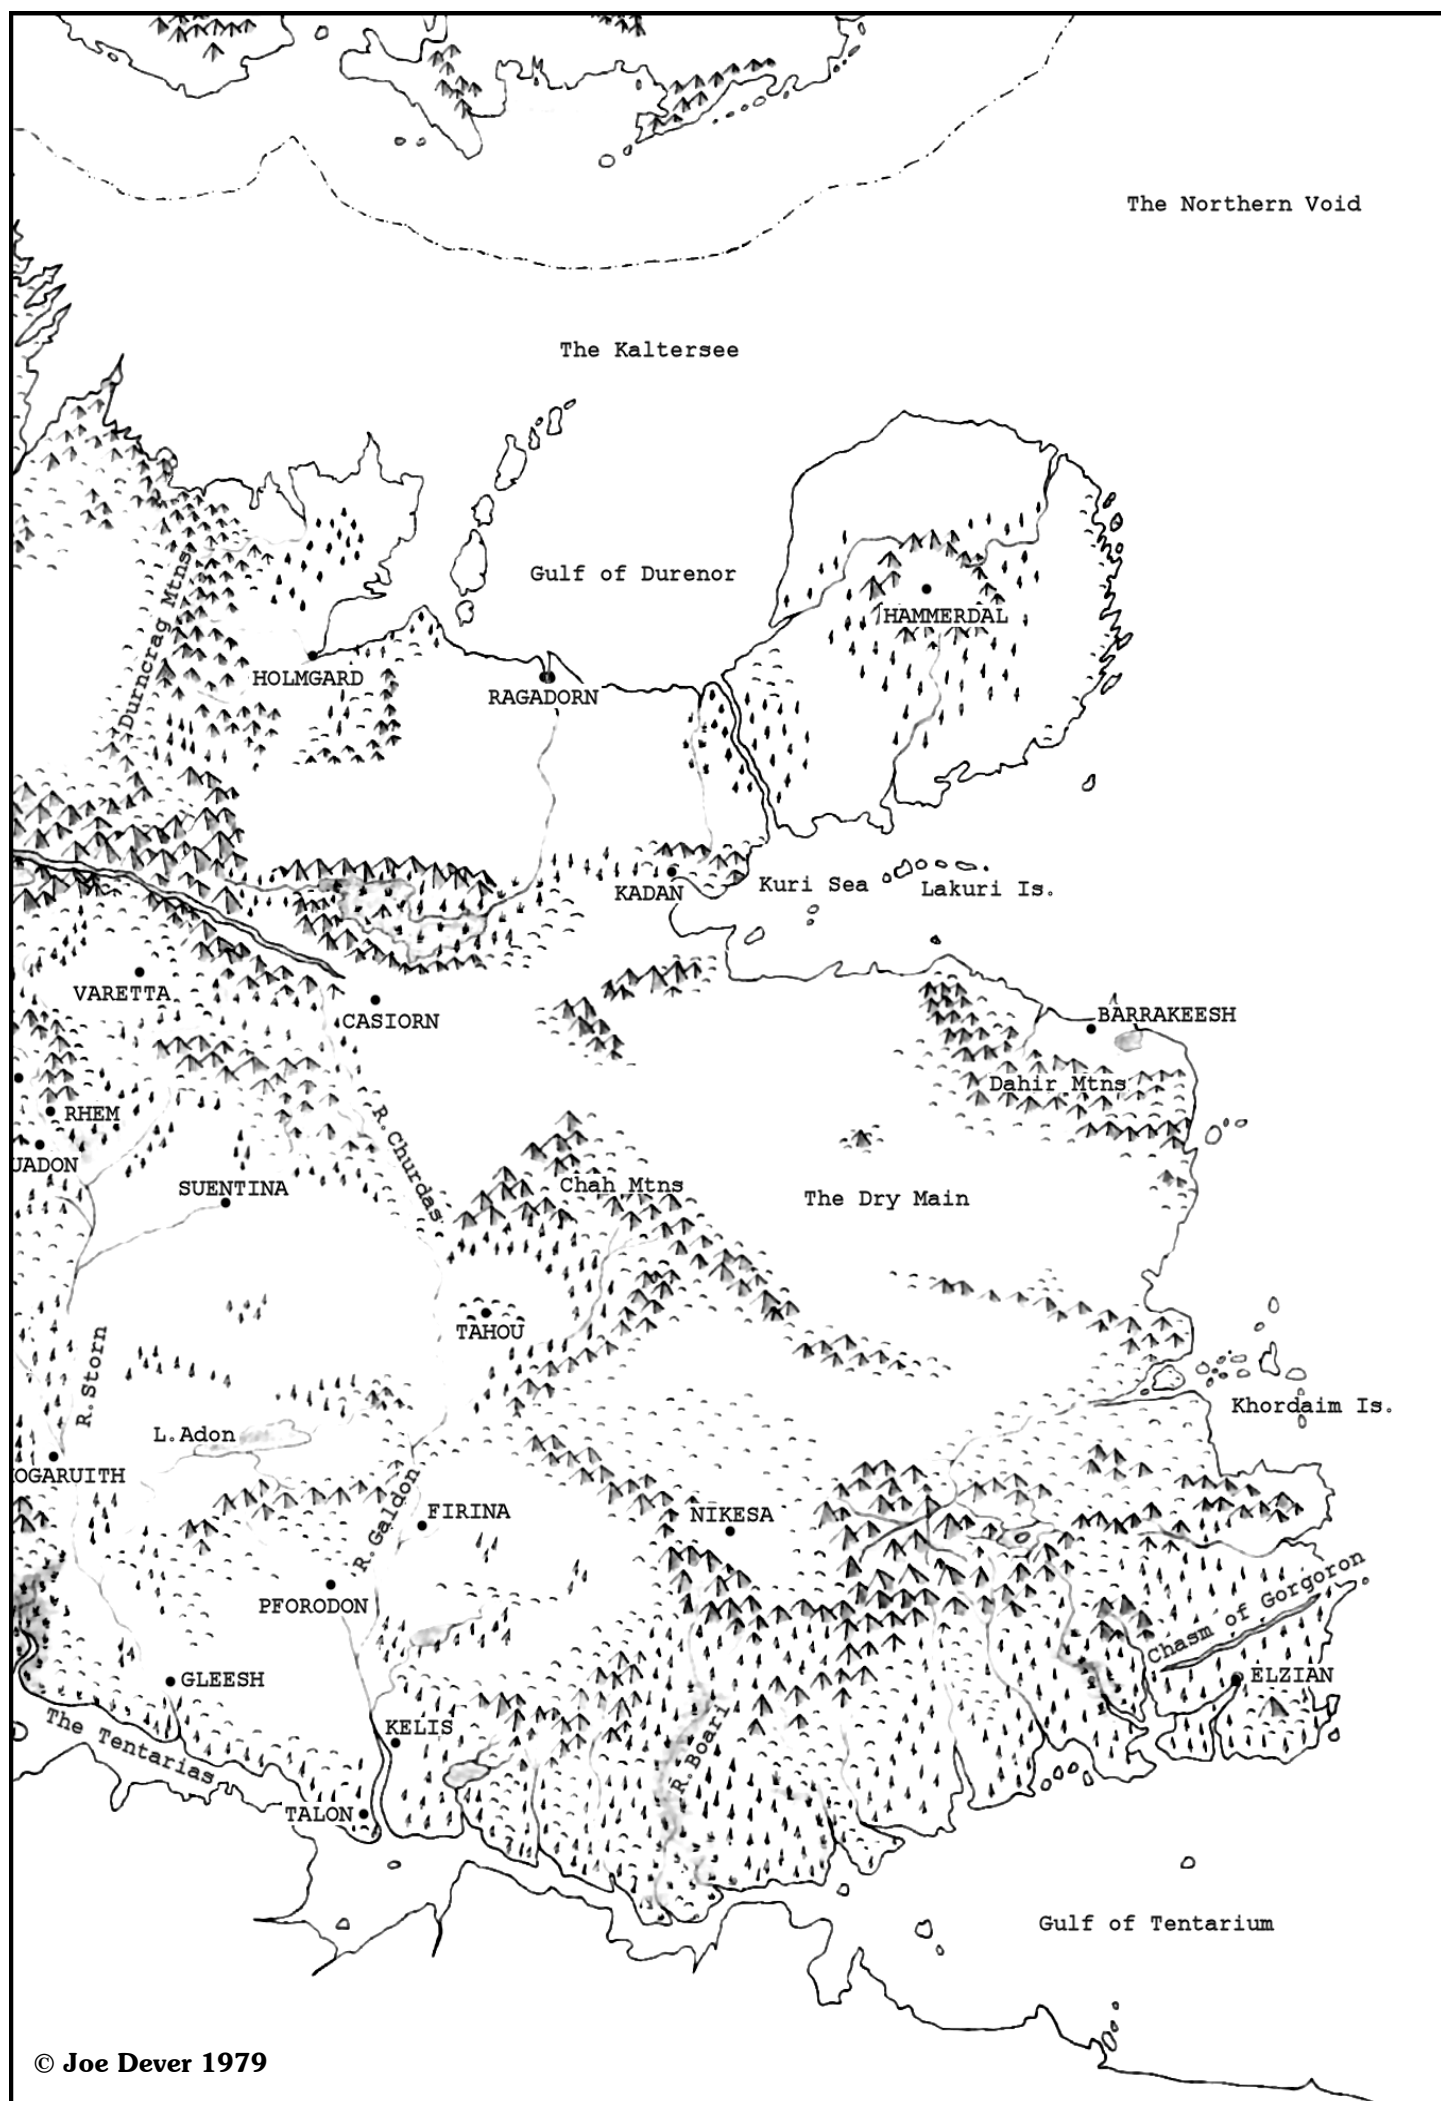 The Northern Void
The Kaltersee
Gulf of Durenor
HAMMERDAL
Durncrag Mtns
HOLMGARD
RAGADORN
KADAN
Kuri Sea
Lakuri Is.
VARETTA
CASIORN
BARRAKEESH
Dahir Mtns
RHEM
R.Churdas
UADON
SUENTINA
Chah Mtns
The Dry Main
TAHOU
R.Storn
Khordaim Is.
L.Adon
OGARUITH
R.Galdon
FIRINA
NIKESA
PFORODON
Chasm of Gorgoron
GLEESH
ELZIAN
The Tentarias
KELIS
R.Boari
TALON
Gulf of Tentarium
© Joe Dever 1979